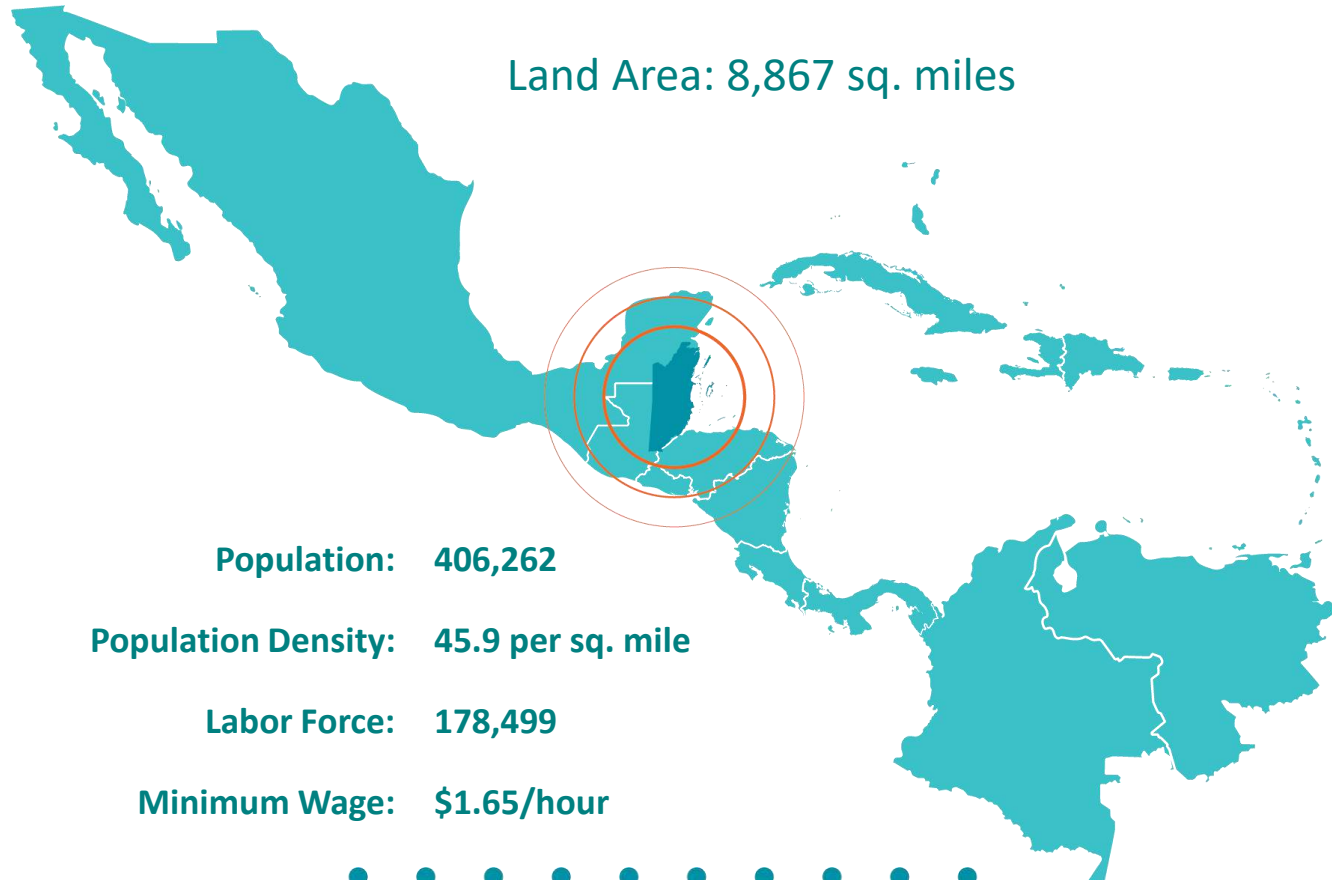 Land Area: 8,867 sq. miles
Population: 406,262
Population Density: 45.9 per sq. mile
Labor Force: 178,499
Minimum Wage: $1.65/hour